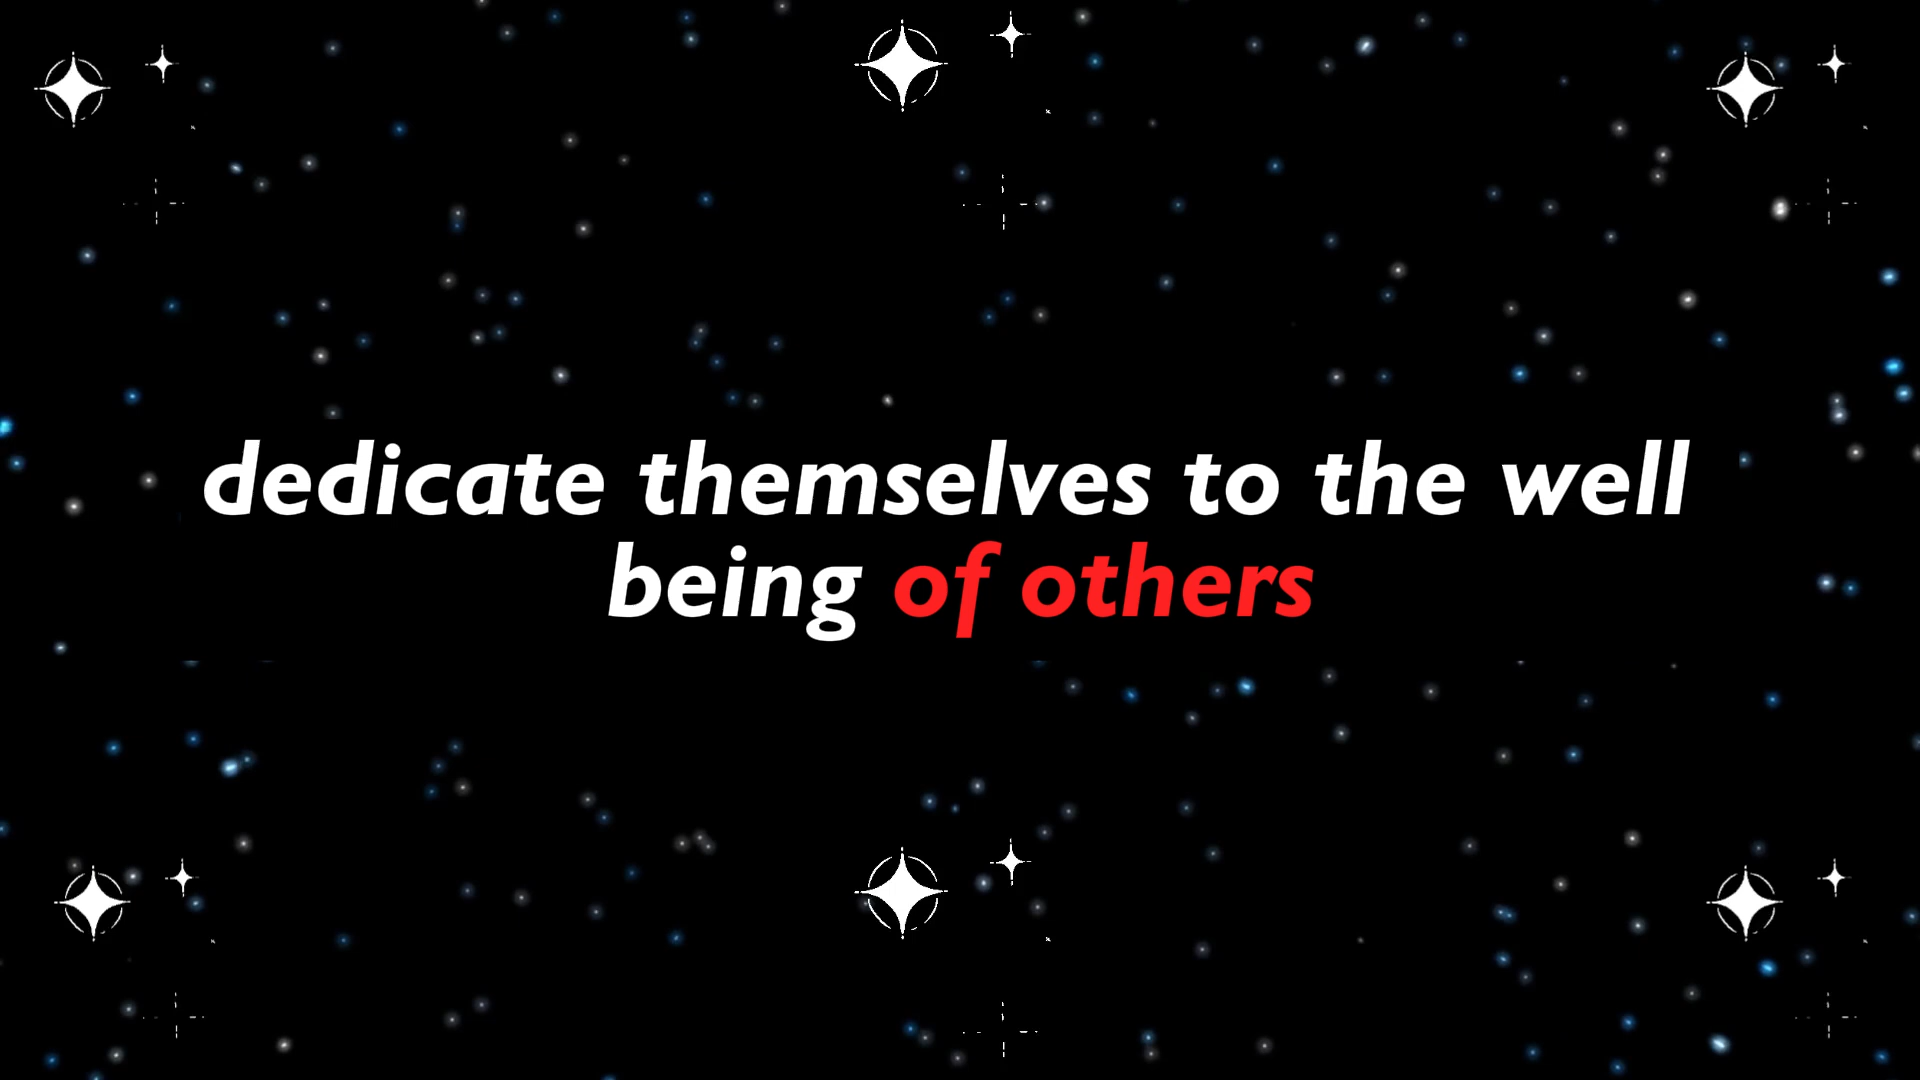 dedicate themselves to the well
being of others